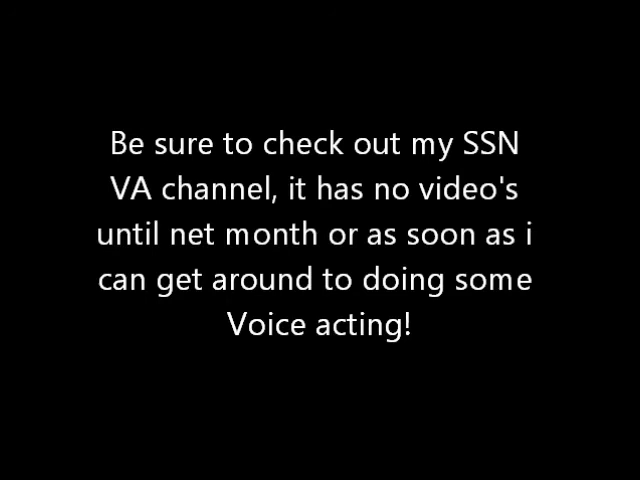 Be sure to check out my SSN
VA channel, it has no video's
until net month or as soon as i
can get around to doing some
Voice acting!